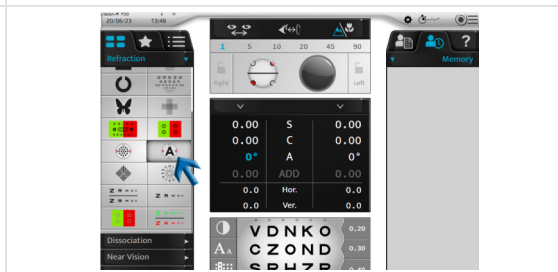 20/05/23 13:48
1 5 10 20 45 90
Refraction
Memory
?
Right
Left
0.00 S 0.00
0.00 C 0.00
0° A 0°
0.00 ADD 0.00
0.0 Hor. 0.0
0.0 Ver. 0.0
A
Dissociation
Near Vision
V D N K O 0.20
A A C Z O N D 0.30
S R H Z R 0.40